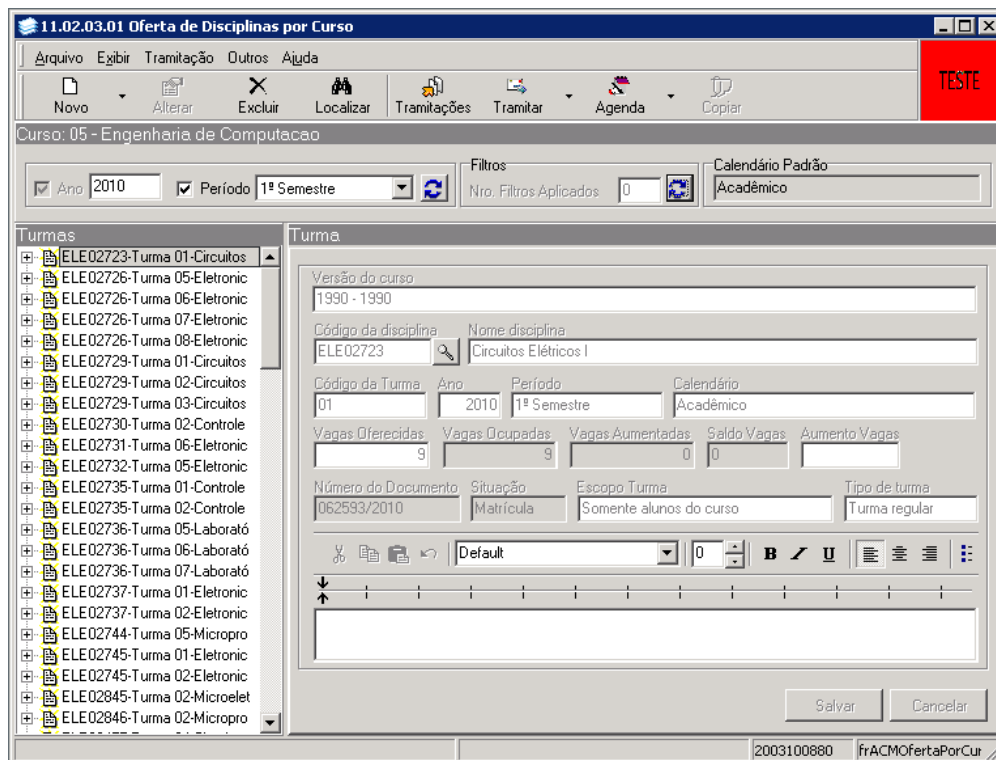 11.02.03.01 Oferta de Disciplinas por Curso
Arquivo Exibir Tramitação Outros Ajuda
Novo Alterar Excluir Localizar Tramitações Tramitar Agenda Copiar
TESTE
Curso: 05 - Engenharia de Computacao
Filtros Calendário Padrão
Ano 2010 Período 1º Semestre Nro. Filtros Aplicados 0 Acadêmico
Turmas
ELE02723-Turma 01-Circuitos
ELE02726-Turma 05-Eletronic
ELE02726-Turma 06-Eletronic
ELE02726-Turma 07-Eletronic
ELE02726-Turma 08-Eletronic
ELE02729-Turma 01-Circuitos
ELE02729-Turma 02-Circuitos
ELE02729-Turma 03-Circuitos
ELE02730-Turma 02-Controle
ELE02731-Turma 06-Eletronic
ELE02732-Turma 05-Eletronic
ELE02735-Turma 01-Controle
ELE02735-Turma 02-Controle
ELE02736-Turma 05-Laborató
ELE02736-Turma 06-Laborató
ELE02736-Turma 07-Laborató
ELE02737-Turma 01-Eletronic
ELE02737-Turma 02-Eletronic
ELE02744-Turma 05-Micropro
ELE02745-Turma 01-Eletronic
ELE02745-Turma 02-Eletronic
ELE02845-Turma 02-Microelet
ELE02846-Turma 02-Micropro
Turma
Versão do curso
1990 - 1990
Código da disciplina Nome disciplina
ELE02723 Circuitos Elétricos I
Código da Turma Ano Período Calendário
01 2010 1º Semestre Acadêmico
Vagas Oferecidas Vagas Ocupadas Vagas Aumentadas Saldo Vagas Aumento Vagas
9 9 0 0
Número do Documento Situação Escopo Turma Tipo de turma
062593/2010 Matrícula Somente alunos do curso Turma regular
Default 0 B I U
Salvar Cancelar
2003100880 frACMOfertaPorCur